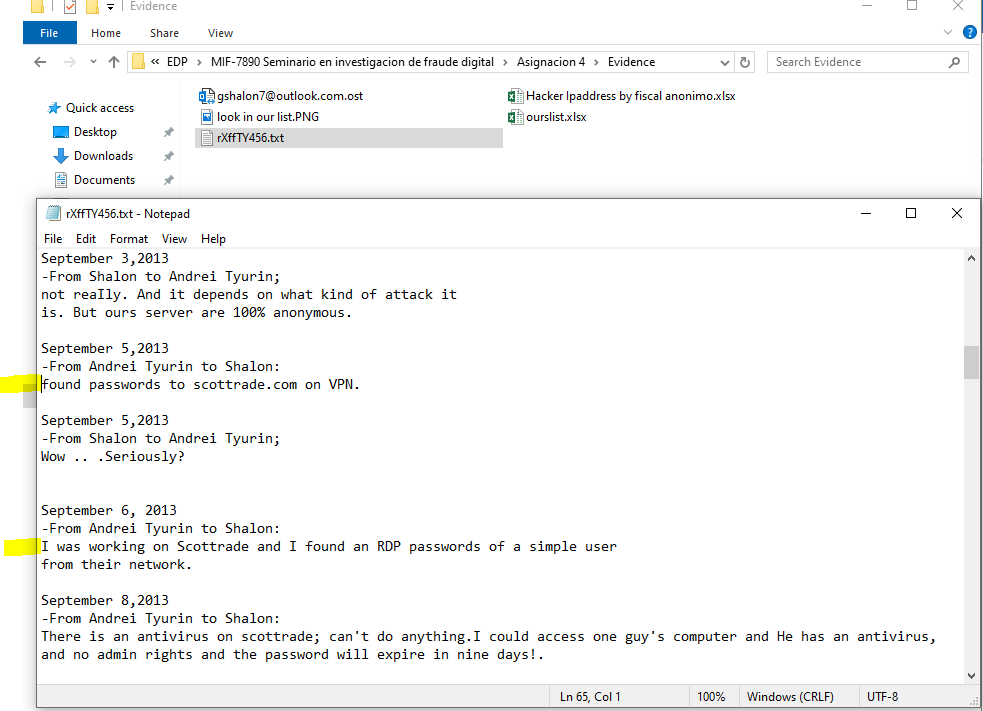 Evidence
File Home Share View
« EDP › MIF-7890 Seminario en investigacion de fraude digital › Asignacion 4 › Evidence
Search Evidence
Quick access
Desktop
Downloads
Documents
gshalon7@outlook.com.ost
look in our list.PNG
rXffTY456.txt
Hacker Ipaddress by fiscal anonimo.xlsx
ourslist.xlsx
rXffTY456.txt - Notepad
File Edit Format View Help
September 3,2013
-From Shalon to Andrei Tyurin;
not really. And it depends on what kind of attack it
is. But ours server are 100% anonymous.
September 5,2013
-From Andrei Tyurin to Shalon:
found passwords to scottrade.com on VPN.
September 5,2013
-From Shalon to Andrei Tyurin;
Wow .. .Seriously?
September 6, 2013
-From Andrei Tyurin to Shalon:
I was working on Scottrade and I found an RDP passwords of a simple user
from their network.
September 8,2013
-From Andrei Tyurin to Shalon:
There is an antivirus on scottrade; can't do anything.I could access one guy's computer and He has an antivirus,
and no admin rights and the password will expire in nine days!.
Ln 65, Col 1 100% Windows (CRLF) UTF-8